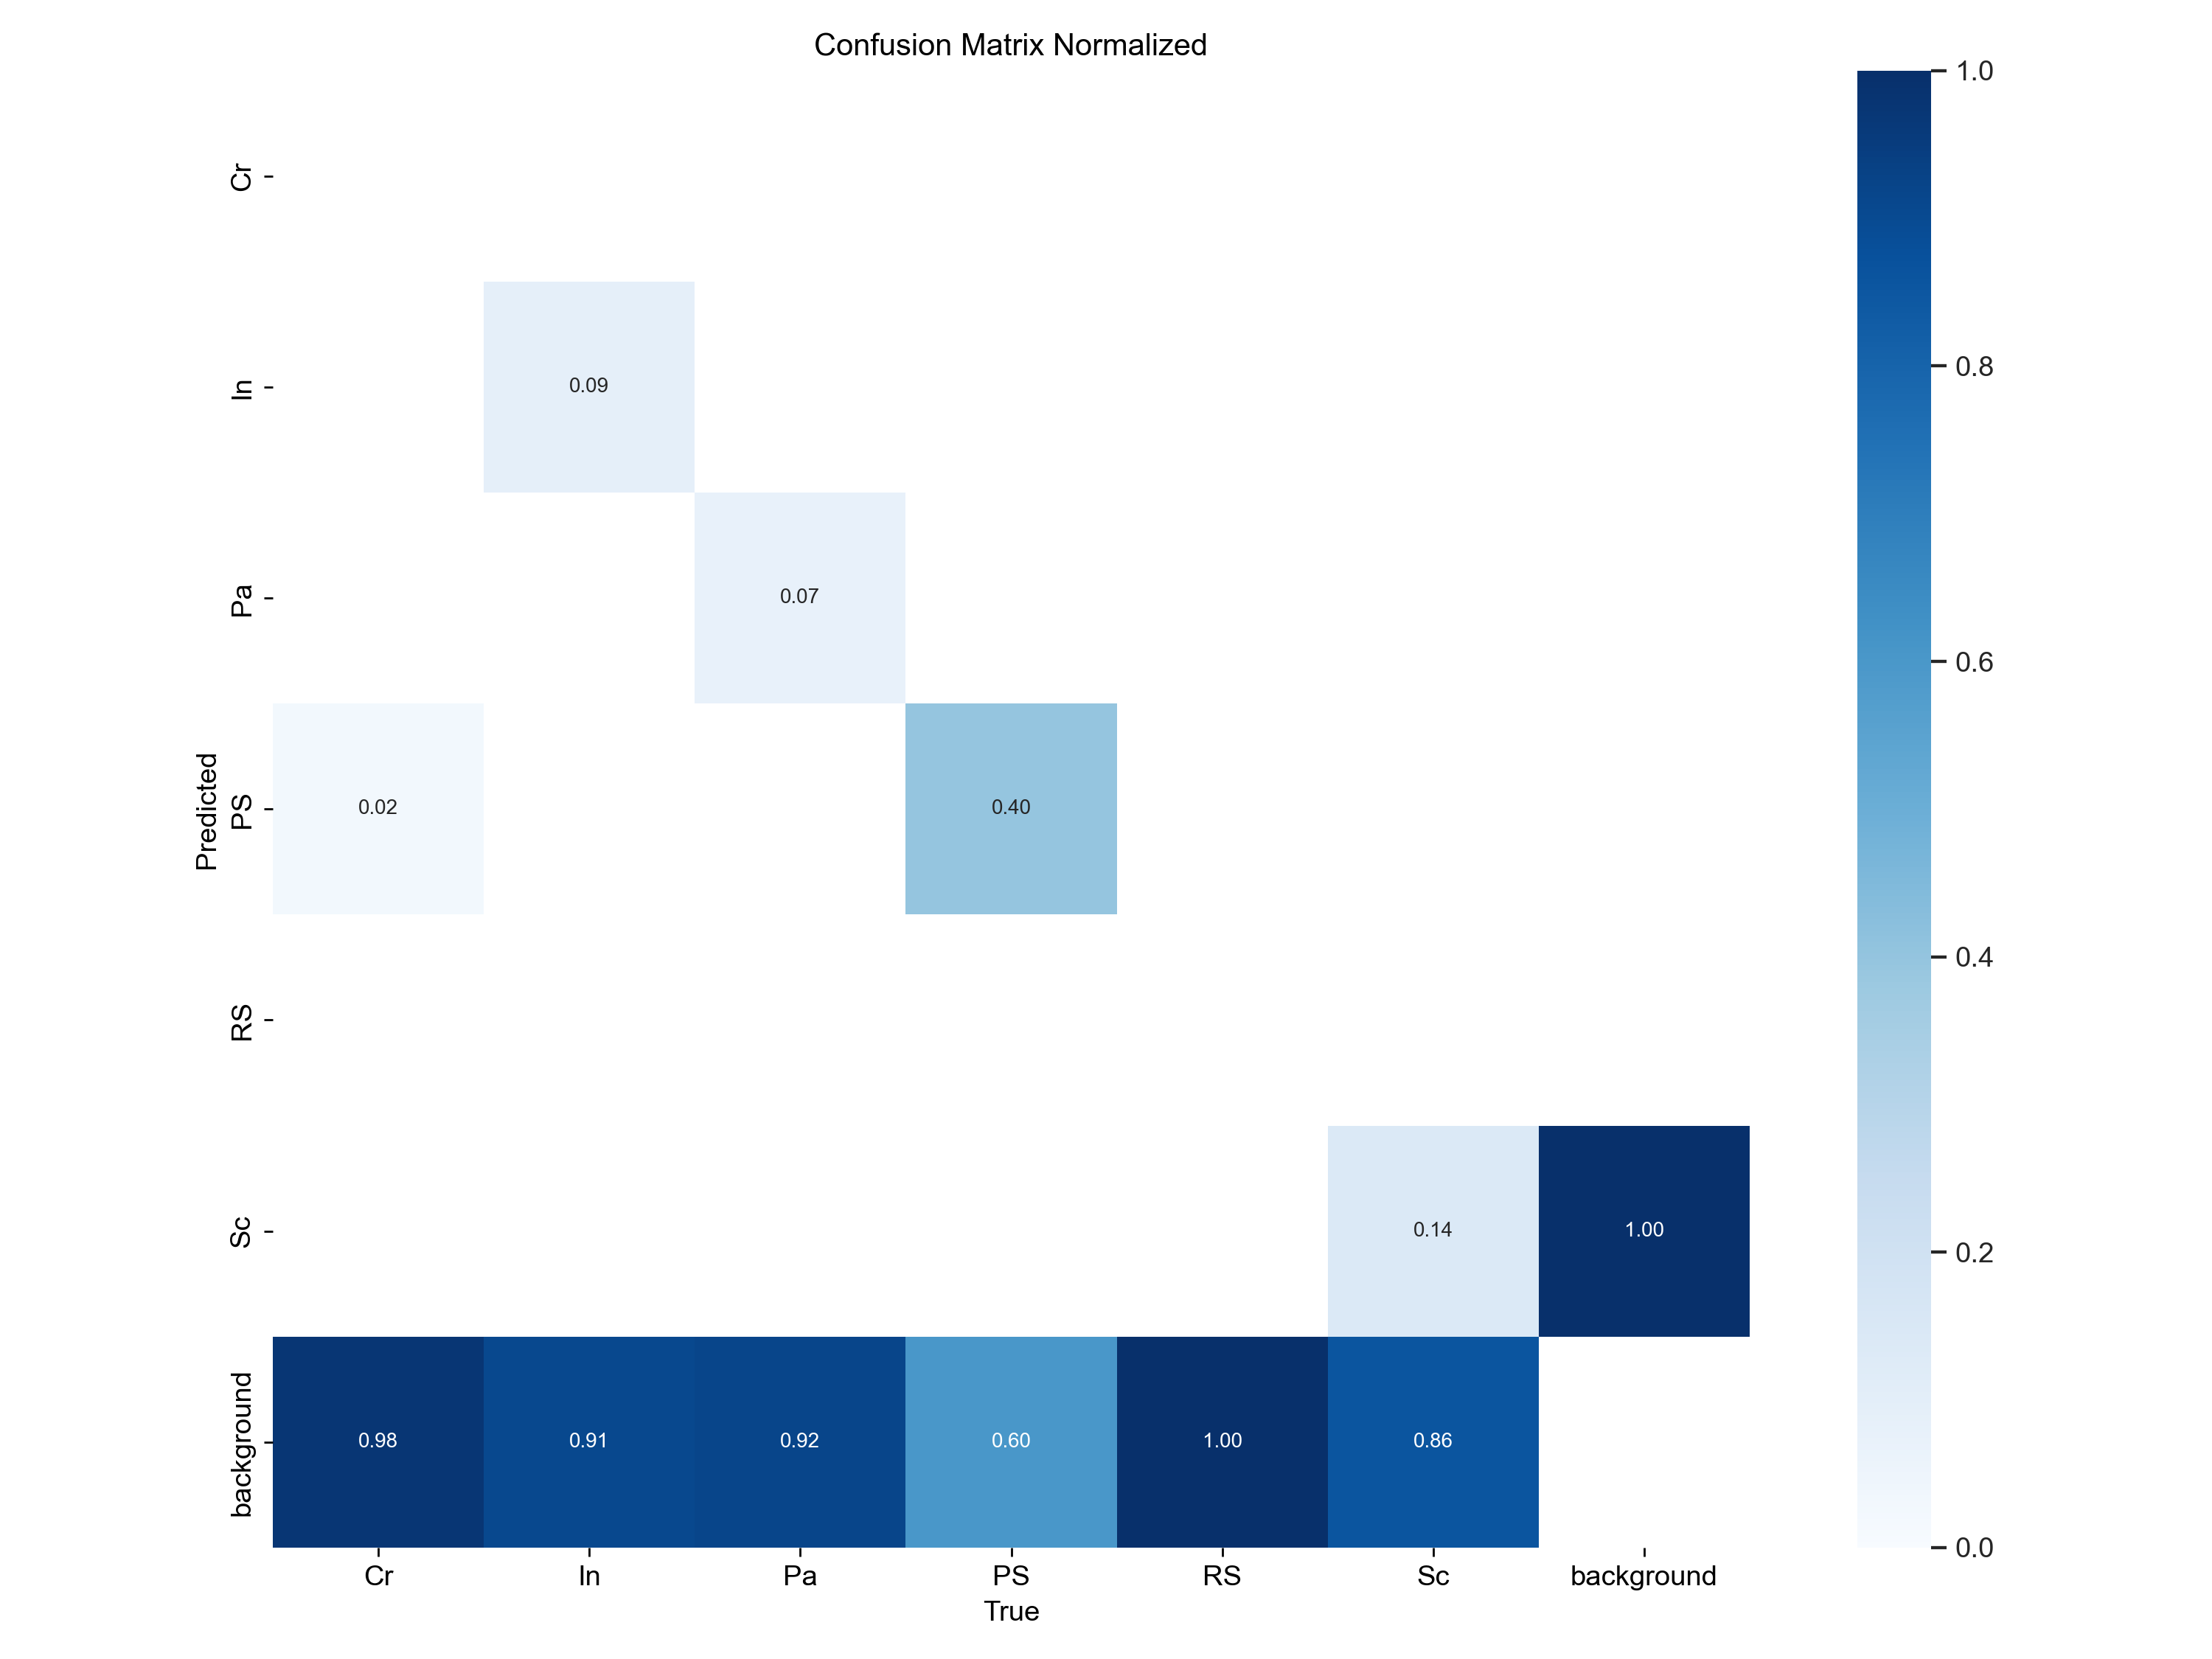 Confusion Matrix Normalized
Cr
In
Pa
PS
RS
Sc
background
Predicted
0.09
0.07
0.02 0.40
0.14 1.00
0.98 0.91 0.92 0.60 1.00 0.86
Cr In Pa PS RS Sc background
True
1.0
0.8
0.6
0.4
0.2
0.0